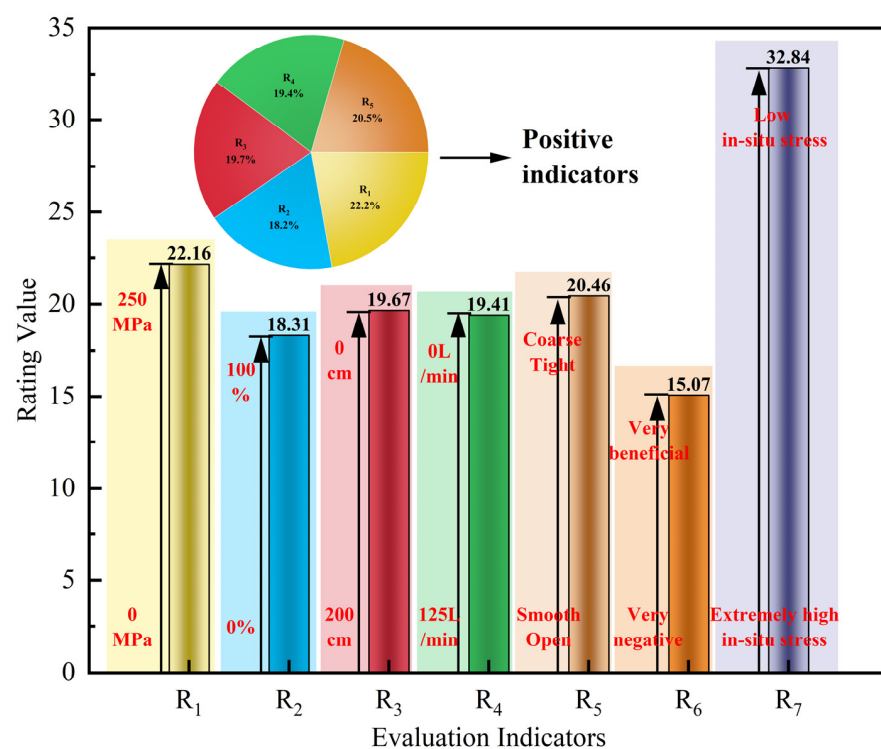 35
30
25
20
15
10
5
0
Rating Value
R₄
19.4%
R₅
20.5%
R₃
19.7%
R₁
22.2%
R₂
18.2%
Positive
indicators
22.16
18.31
19.67
19.41
20.46
15.07
32.84
250
MPa
0
MPa
100
%
0%
0
cm
200
cm
0L
/min
125L
/min
Coarse
Tight
Smooth
Open
Very
beneficial
Very
negative
Low
in-situ stress
Extremely high
in-situ stress
R₁
R₂
R₃
R₄
R₅
R₆
R₇
Evaluation Indicators